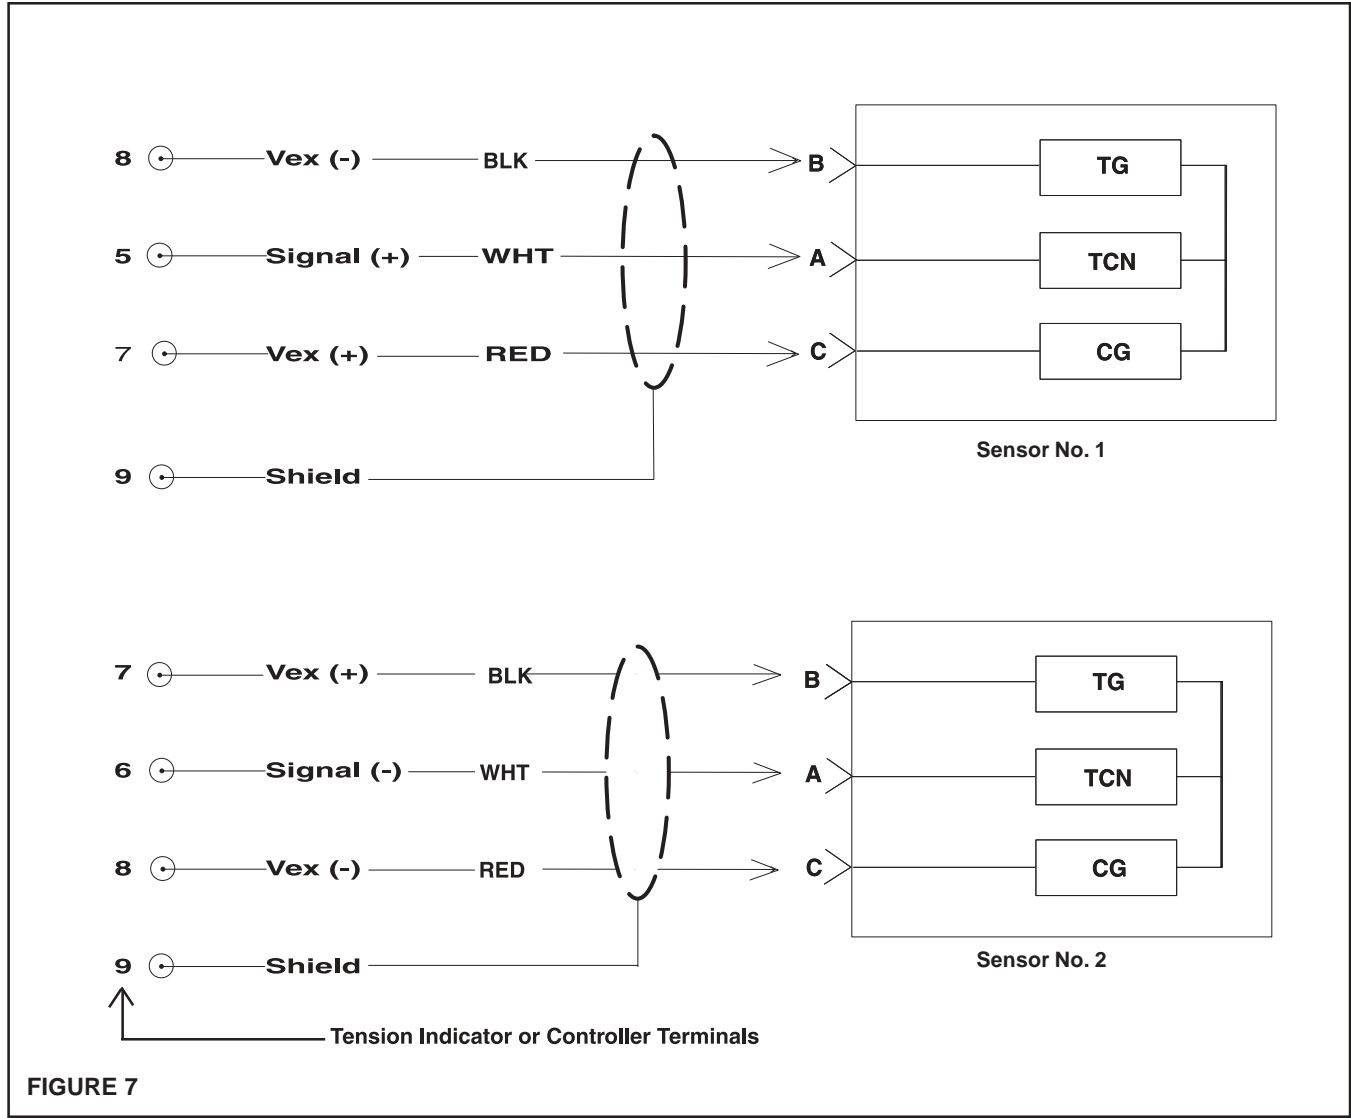 8 Vex (-) BLK B TG
5 Signal (+) WHT A TCN
7 Vex (+) RED C CG
Sensor No. 1
9 Shield
7 Vex (+) BLK B TG
6 Signal (-) WHT A TCN
8 Vex (-) RED C CG
9 Shield
Sensor No. 2
Tension Indicator or Controller Terminals
FIGURE 7